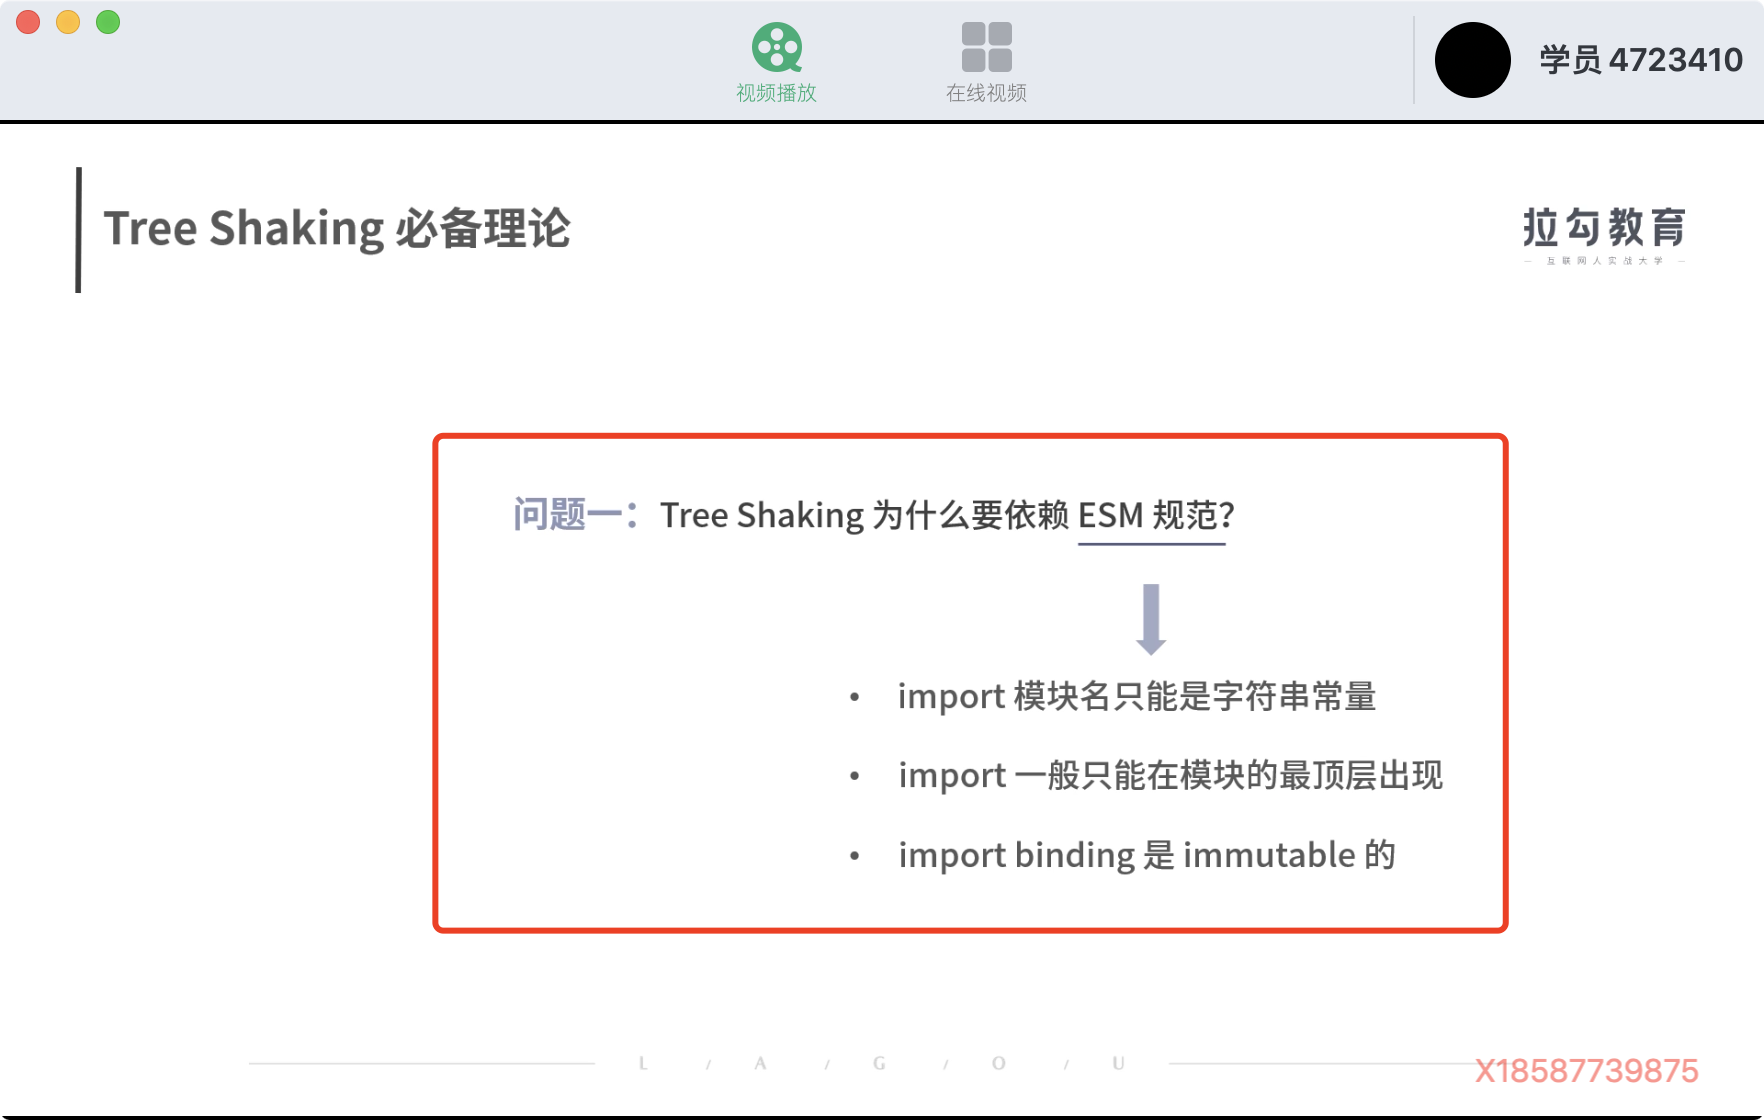 视频播放
在线视频
学员 4723410
Tree Shaking 必备理论
拉勾教育
— 互联网人实战大学 —
问题一：Tree Shaking 为什么要依赖 ESM 规范？
• import 模块名只能是字符串常量
• import 一般只能在模块的最顶层出现
• import binding 是 immutable 的
L / A / G / O / U
X18587739875